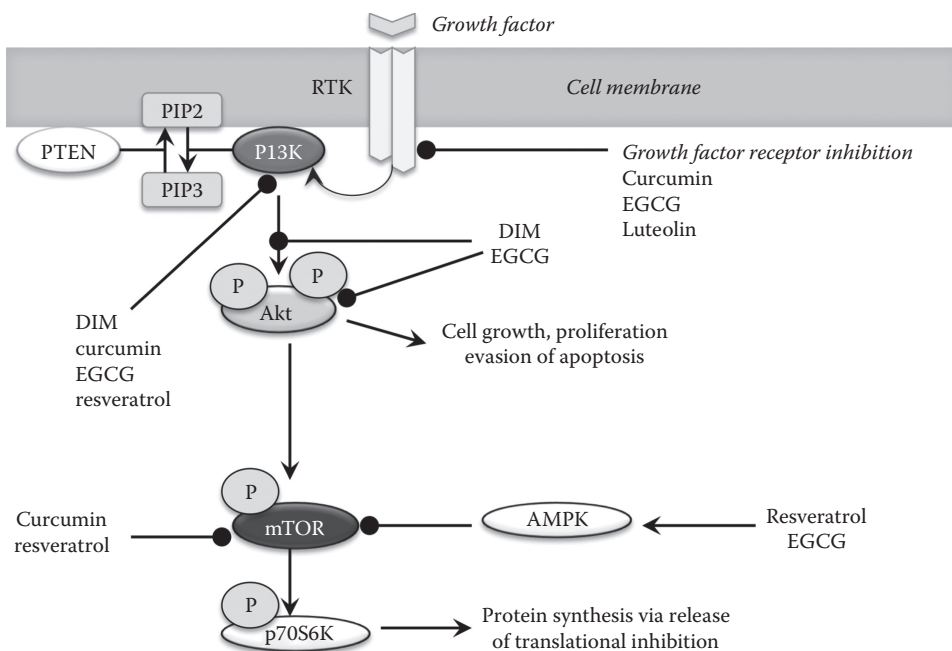 Growth factor
RTK
Cell membrane
PIP2
PTEN
P13K
PIP3
Growth factor receptor inhibition
Curcumin
EGCG
Luteolin
DIM
EGCG
P
P
Akt
DIM
curcumin
EGCG
resveratrol
Cell growth, proliferation
evasion of apoptosis
P
mTOR
Curcumin
resveratrol
AMPK
Resveratrol
EGCG
P
p70S6K
Protein synthesis via release
of translational inhibition